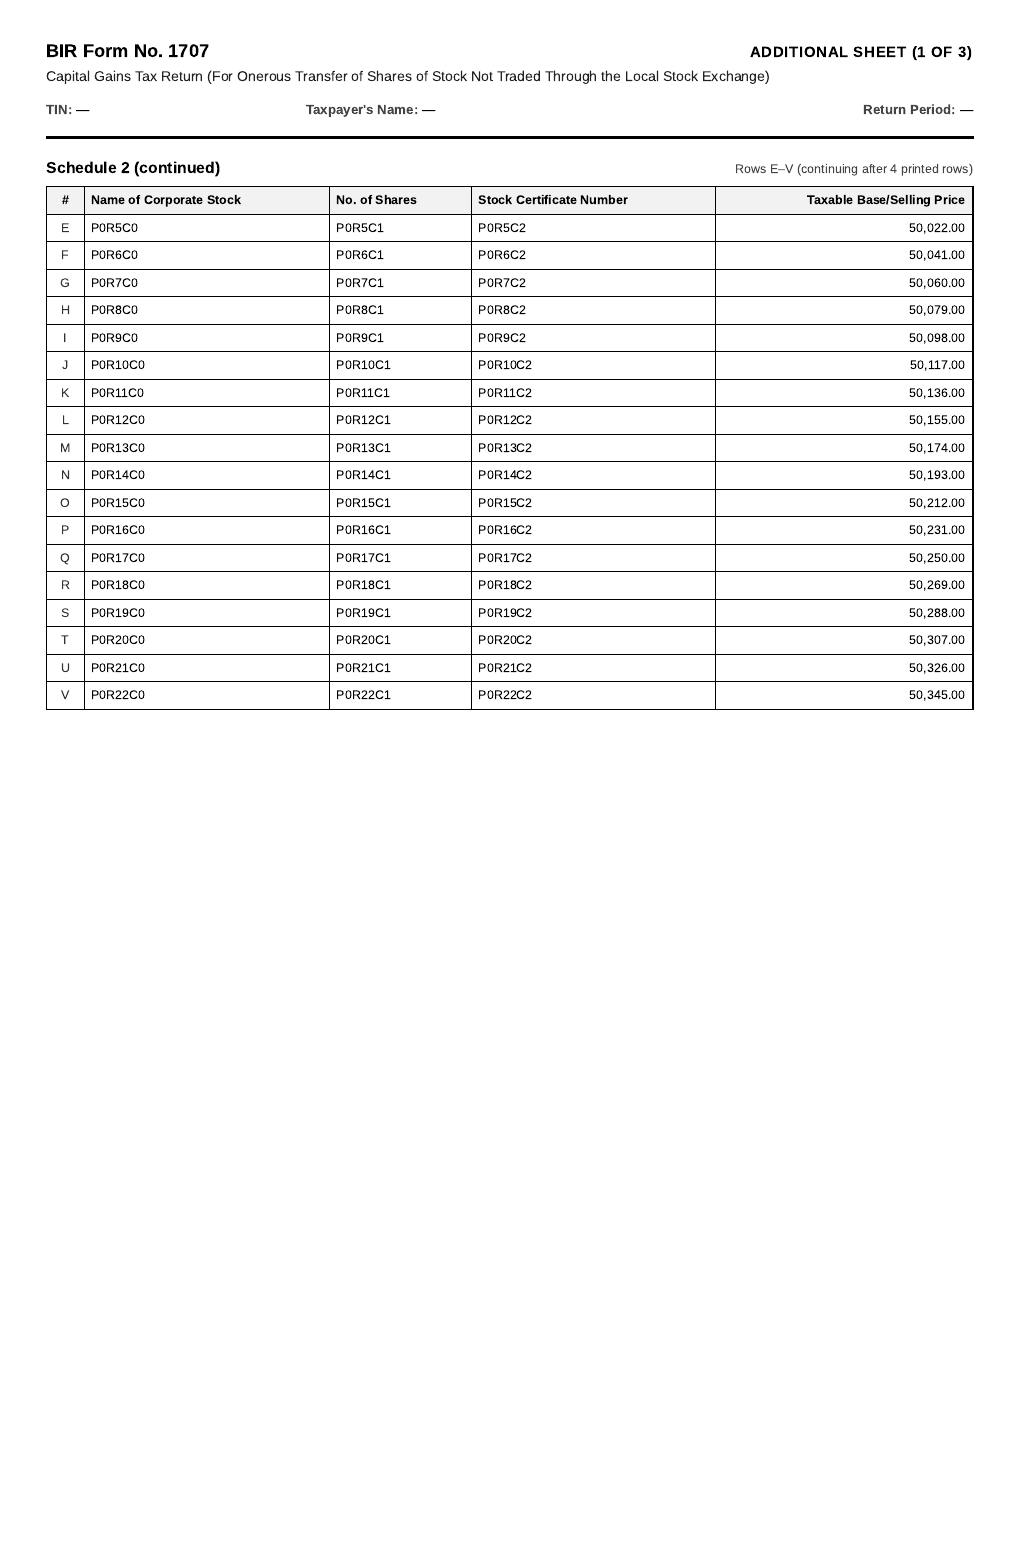 BIR Form No. 1707 ADDITIONAL SHEET (1 OF 3)
Capital Gains Tax Return (For Onerous Transfer of Shares of Stock Not Traded Through the Local Stock Exchange)
TIN: — Taxpayer's Name: — Return Period: —
Schedule 2 (continued) Rows E–V (continuing after 4 printed rows)
# Name of Corporate Stock No. of Shares Stock Certificate Number Taxable Base/Selling Price
E P0R5C0 P0R5C1 P0R5C2 50,022.00
F P0R6C0 P0R6C1 P0R6C2 50,041.00
G P0R7C0 P0R7C1 P0R7C2 50,060.00
H P0R8C0 P0R8C1 P0R8C2 50,079.00
I P0R9C0 P0R9C1 P0R9C2 50,098.00
J P0R10C0 P0R10C1 P0R10C2 50,117.00
K P0R11C0 P0R11C1 P0R11C2 50,136.00
L P0R12C0 P0R12C1 P0R12C2 50,155.00
M P0R13C0 P0R13C1 P0R13C2 50,174.00
N P0R14C0 P0R14C1 P0R14C2 50,193.00
O P0R15C0 P0R15C1 P0R15C2 50,212.00
P P0R16C0 P0R16C1 P0R16C2 50,231.00
Q P0R17C0 P0R17C1 P0R17C2 50,250.00
R P0R18C0 P0R18C1 P0R18C2 50,269.00
S P0R19C0 P0R19C1 P0R19C2 50,288.00
T P0R20C0 P0R20C1 P0R20C2 50,307.00
U P0R21C0 P0R21C1 P0R21C2 50,326.00
V P0R22C0 P0R22C1 P0R22C2 50,345.00